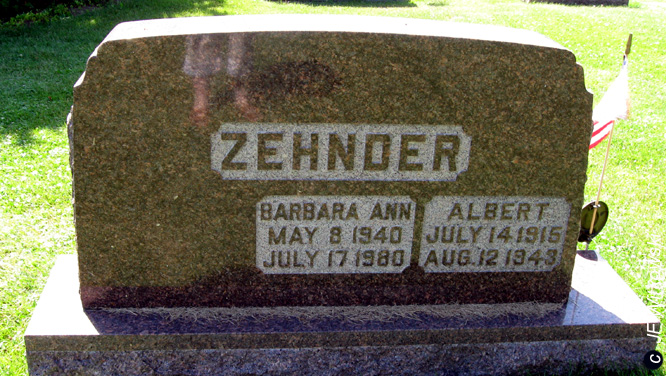 ZEHNDER
BARBARA ANN
MAY 8 1940
JULY 17 1980
ALBERT
JULY 14 1915
AUG. 12 1943